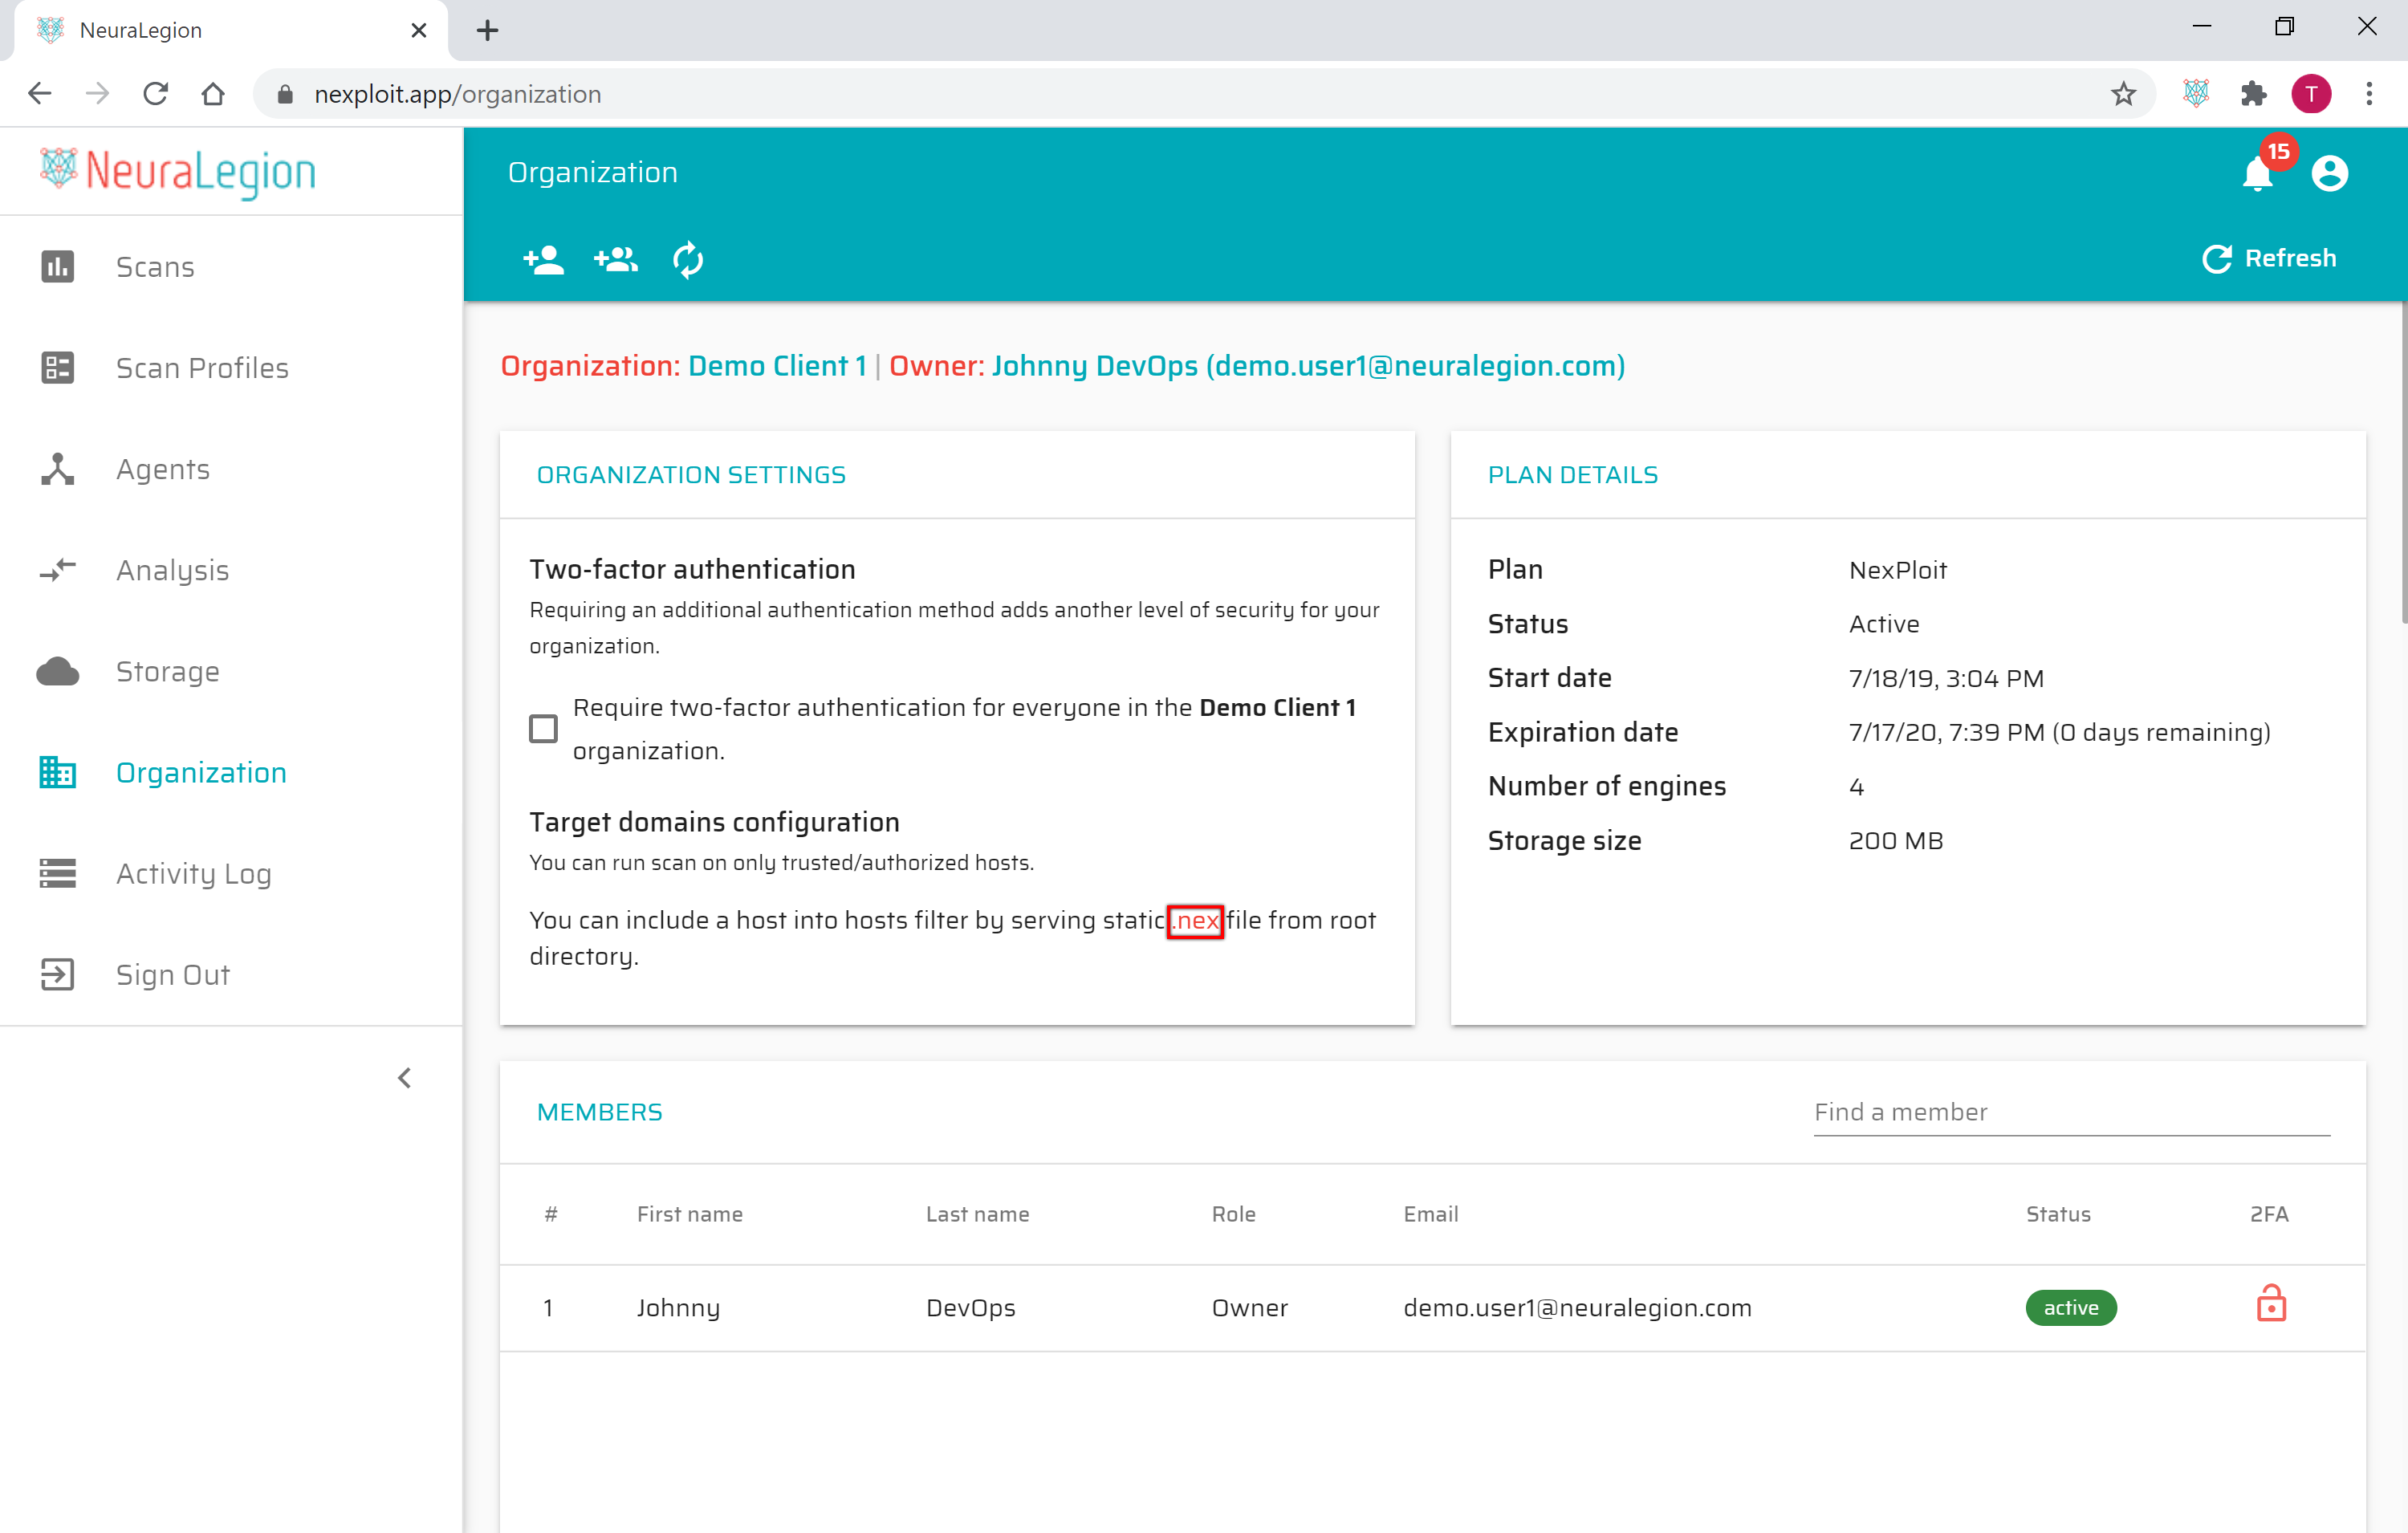 NeuraLegion
nexploit.app/organization
T
NeuraLegion
Organization
15
Refresh
Scans
Scan Profiles
Agents
Analysis
Storage
Organization
Activity Log
Sign Out
Organization: Demo Client 1 | Owner: Johnny DevOps (demo.user1@neuralegion.com)
ORGANIZATION SETTINGS
Two-factor authentication
Requiring an additional authentication method adds another level of security for your
organization.
Require two-factor authentication for everyone in the Demo Client 1
organization.
Target domains configuration
You can run scan on only trusted/authorized hosts.
You can include a host into hosts filter by serving static .nex file from root
directory.
PLAN DETAILS
Plan NexPloit
Status Active
Start date 7/18/19, 3:04 PM
Expiration date 7/17/20, 7:39 PM (0 days remaining)
Number of engines 4
Storage size 200 MB
MEMBERS
Find a member
# First name Last name Role Email Status 2FA
1 Johnny DevOps Owner demo.user1@neuralegion.com active